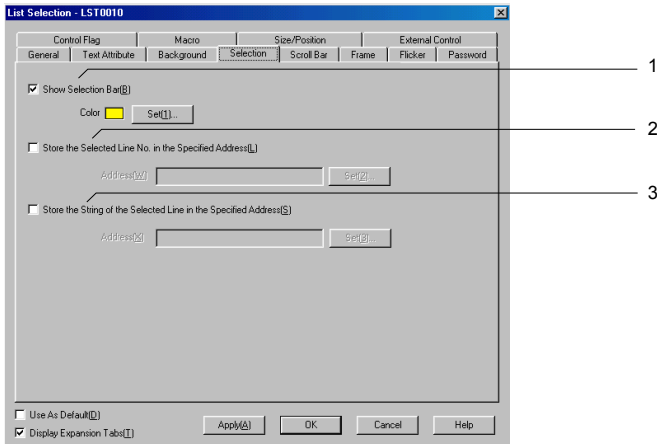 List Selection - LST0010
Control Flag Macro Size/Position External Control
General Text Attribute Background Selection Scroll Bar Frame Flicker Password
1
Show Selection Bar(B)
Color Set(1)...
2
Store the Selected Line No. in the Specified Address(L)
Address(W) Set(2)...
3
Store the String of the Selected Line in the Specified Address(S)
Address(X) Set(3)...
Use As Default(D)
Display Expansion Tabs(T)
Apply(A) OK Cancel Help